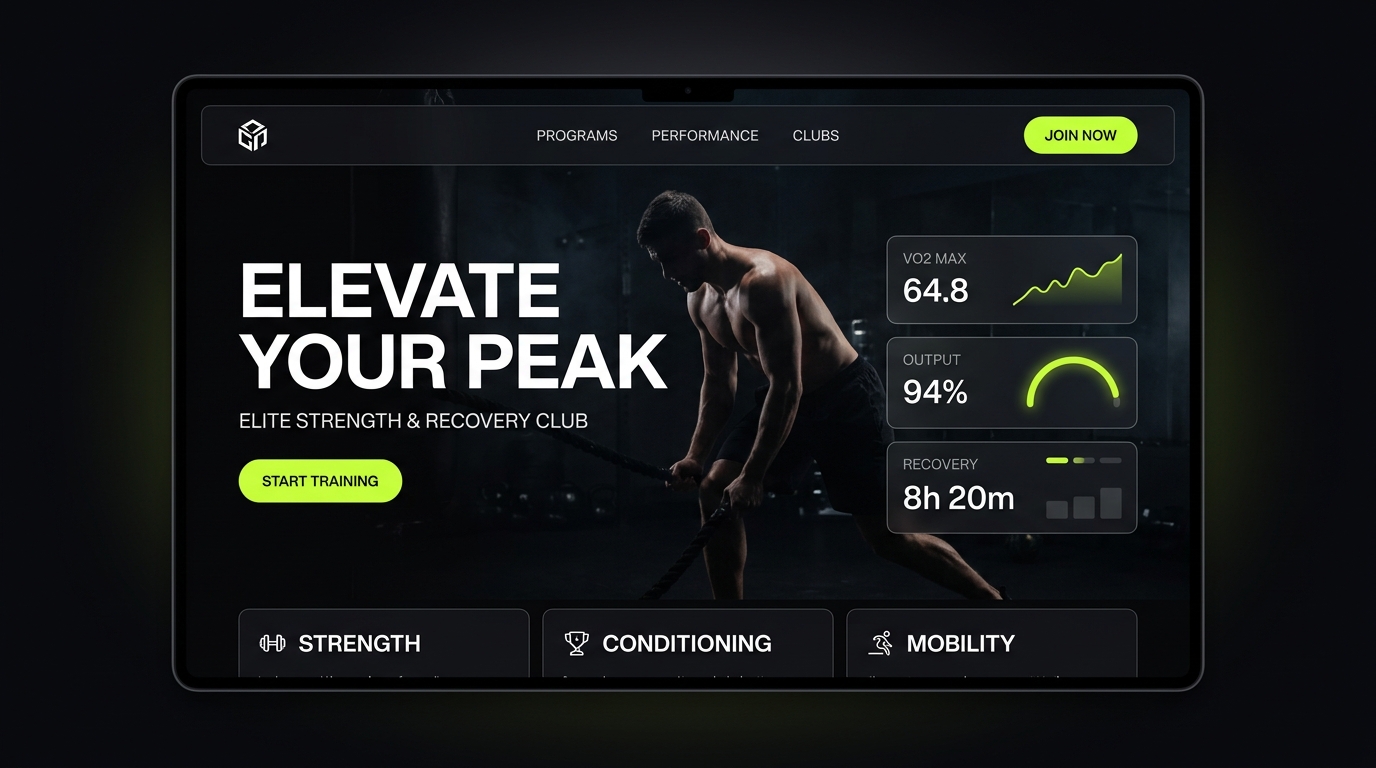 PROGRAMS PERFORMANCE CLUBS JOIN NOW
ELEVATE
YOUR PEAK
ELITE STRENGTH & RECOVERY CLUB
START TRAINING
VO2 MAX
64.8
OUTPUT
94%
RECOVERY
8h 20m
STRENGTH
CONDITIONING
MOBILITY